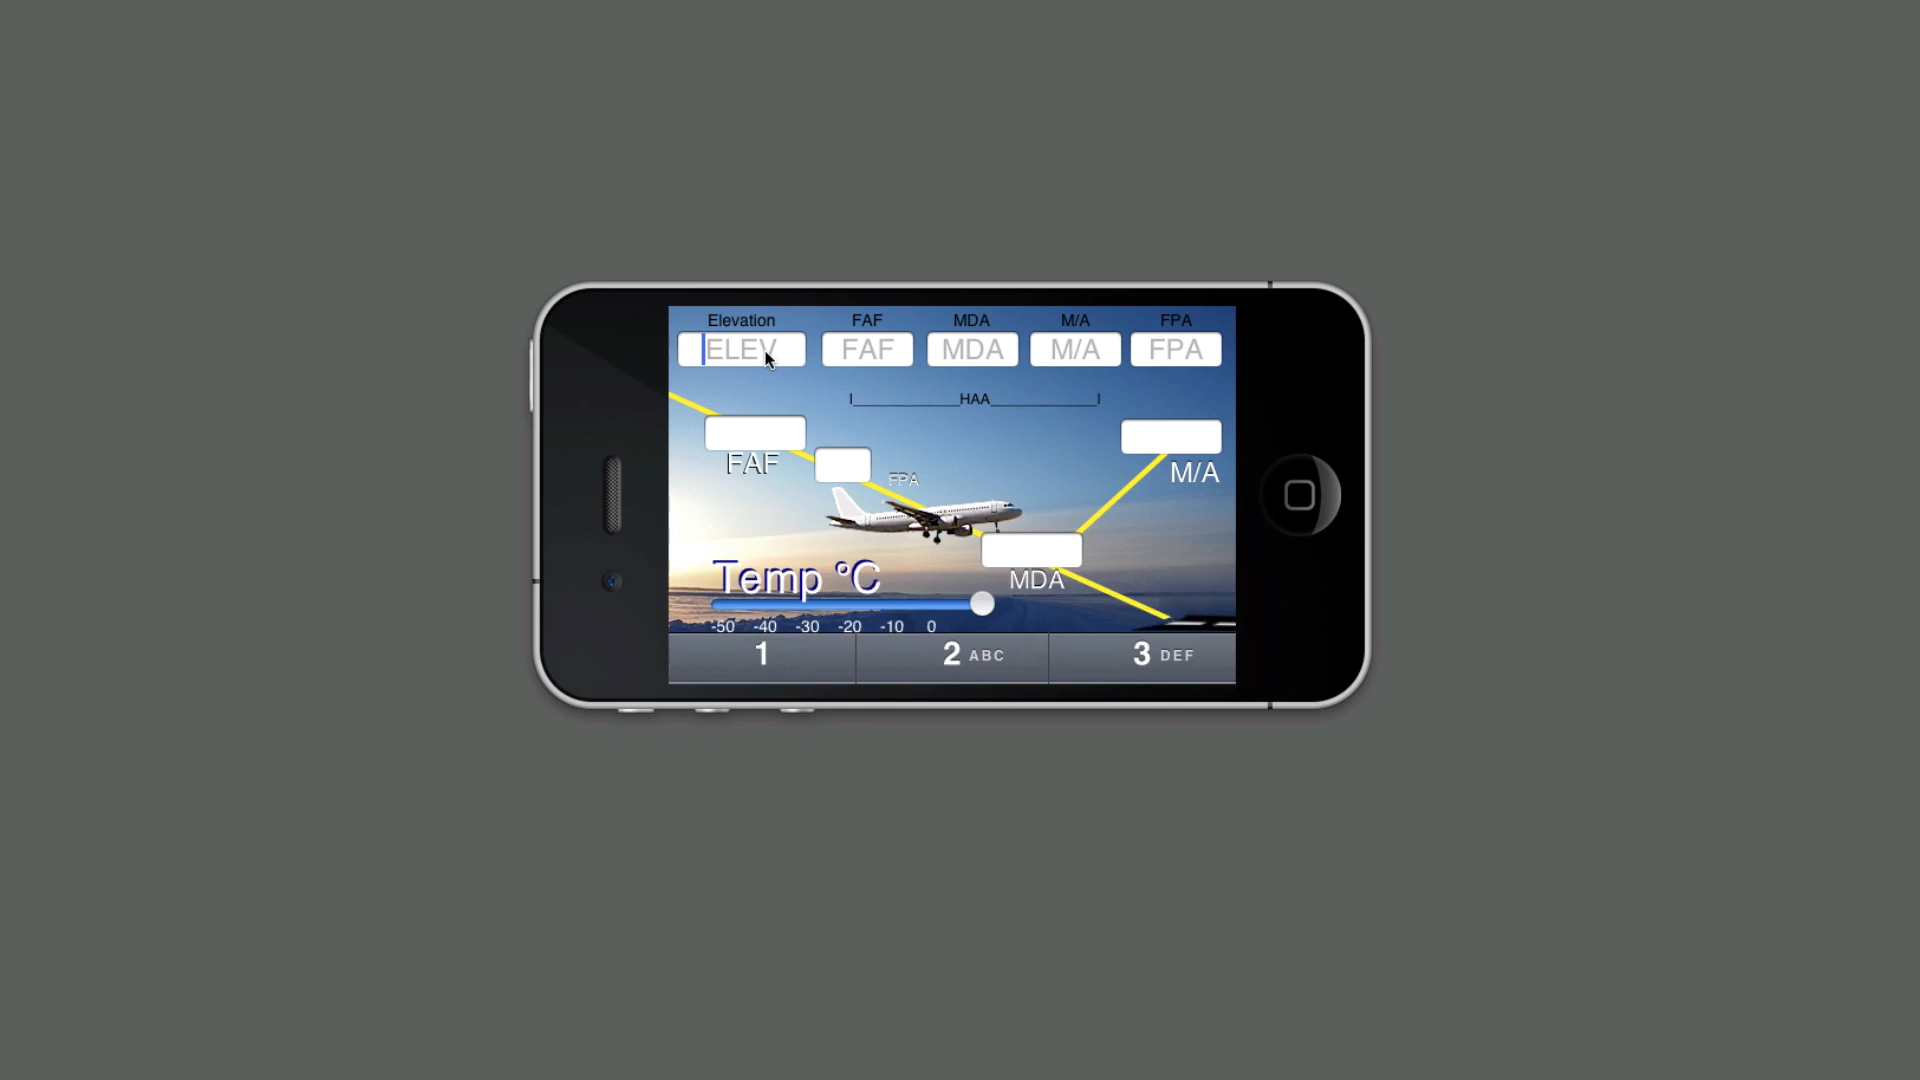 Elevation FAF MDA M/A FPA
ELEV FAF MDA M/A FPA
I____________HAA____________I
FAF
FPA
M/A
Temp °C
MDA
-50 -40 -30 -20 -10 0
1 2 ABC 3 DEF